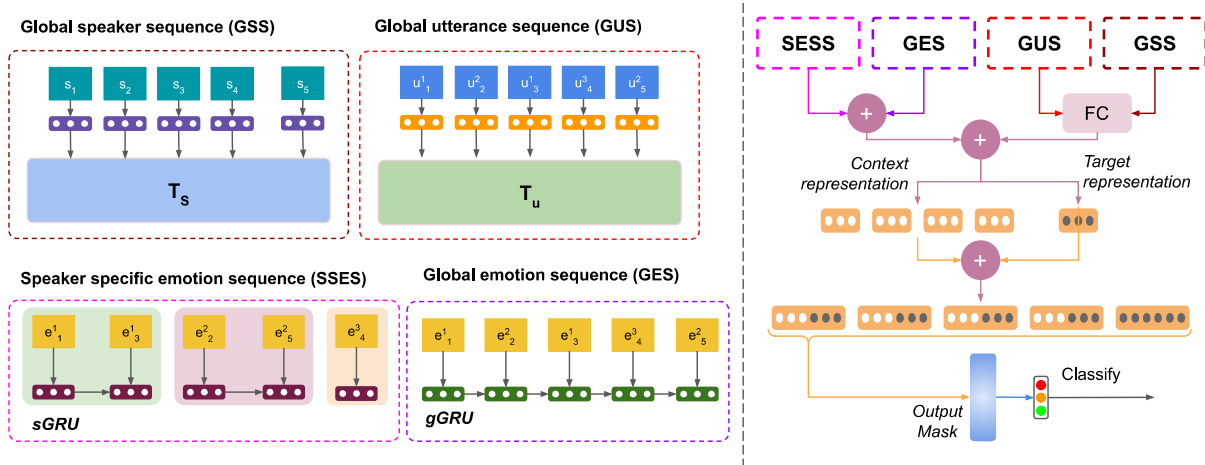 Global speaker sequence (GSS)
s1 s2 s3 s4 s5
Ts
Global utterance sequence (GUS)
u11 u22 u13 u34 u25
Tu
Speaker specific emotion sequence (SSES)
e11 e13 e22 e25 e34
sGRU
Global emotion sequence (GES)
e11 e22 e13 e34 e25
gGRU
SESS GES GUS GSS
+ FC
+
Context
representation
Target
representation
+
Output
Mask
Classify